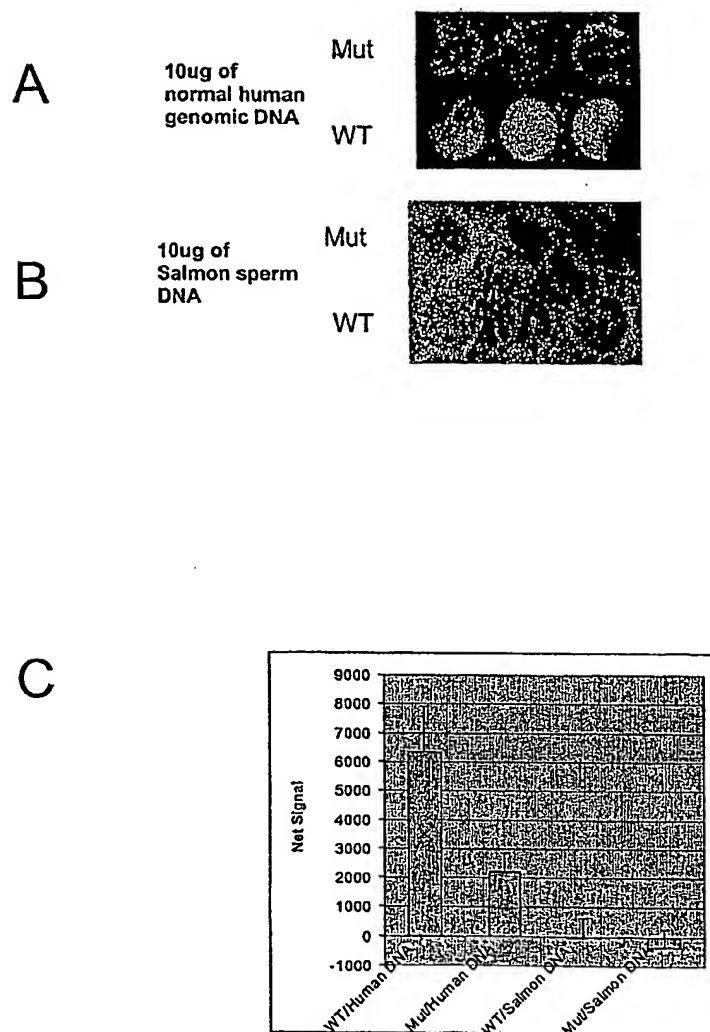 A
10ug of
normal human
genomic DNA
Mut
WT
B
10ug of
Salmon sperm
DNA
Mut
WT
C
Net Signal
9000
8000
7000
6000
5000
4000
3000
2000
1000
0
-1000
WT/Human DNA
Mut/Human DNA
WT/Salmon DNA
Mut/Salmon DNA